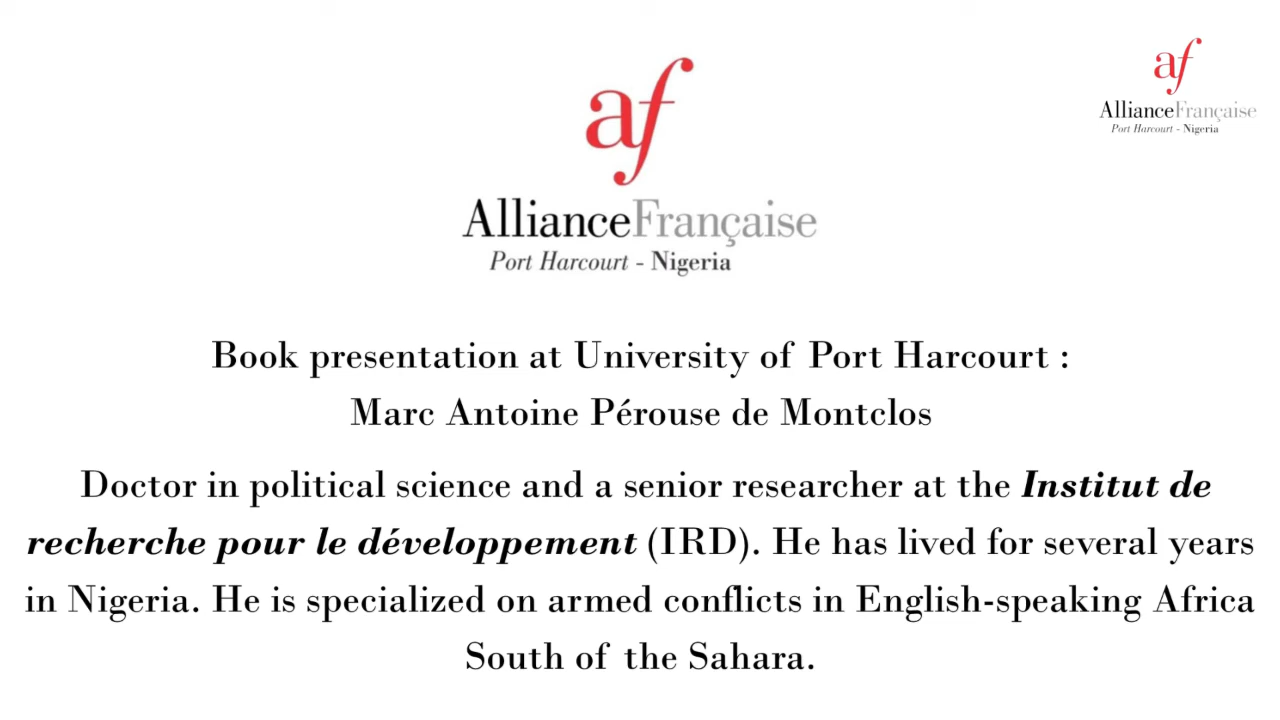 af
AllianceFrançaise
Port Harcourt - Nigeria
af
AllianceFrançaise
Port Harcourt - Nigeria
Book presentation at University of Port Harcourt :
Marc Antoine Pérouse de Montclos
Doctor in political science and a senior researcher at the Institut de
recherche pour le développement (IRD). He has lived for several years
in Nigeria. He is specialized on armed conflicts in English-speaking Africa
South of the Sahara.